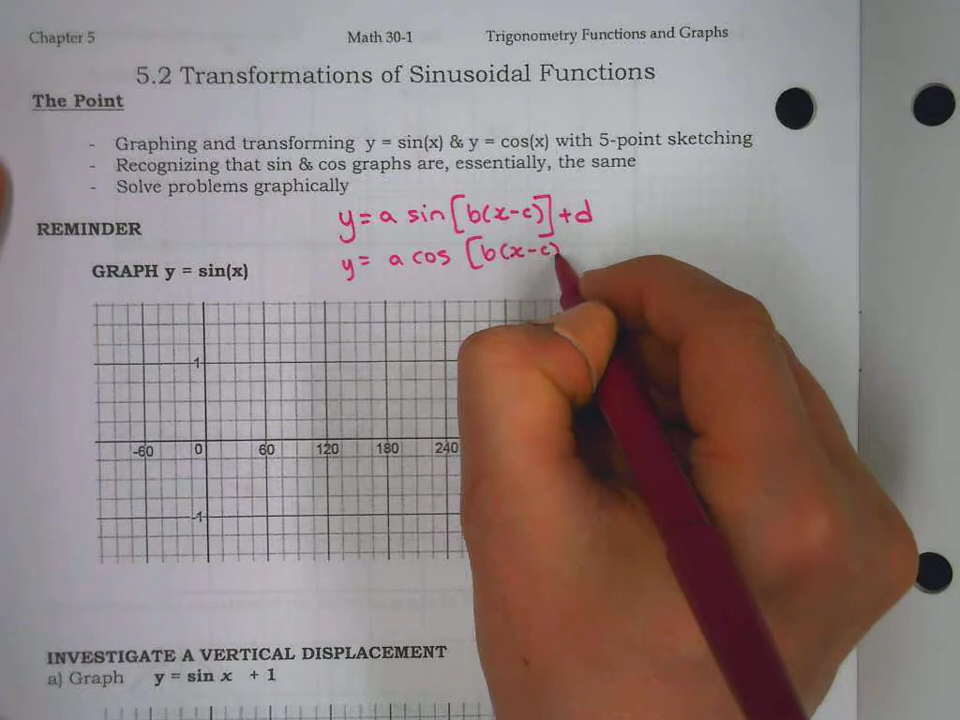 Chapter 5 Math 30-1 Trigonometry Functions and Graphs
5.2 Transformations of Sinusoidal Functions
The Point
- Graphing and transforming y = sin(x) & y = cos(x) with 5-point sketching
- Recognizing that sin & cos graphs are, essentially, the same
- Solve problems graphically
REMINDER
y = a sin [b(x-c)] + d
y = a cos [b(x-c)
GRAPH y = sin(x)
1
-60 0 60 120 180 240
-1
INVESTIGATE A VERTICAL DISPLACEMENT
a) Graph y = sin x + 1